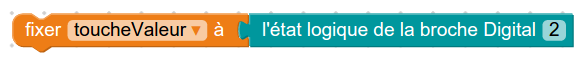 fixer toucheValeur à l'état logique de la broche Digital 2